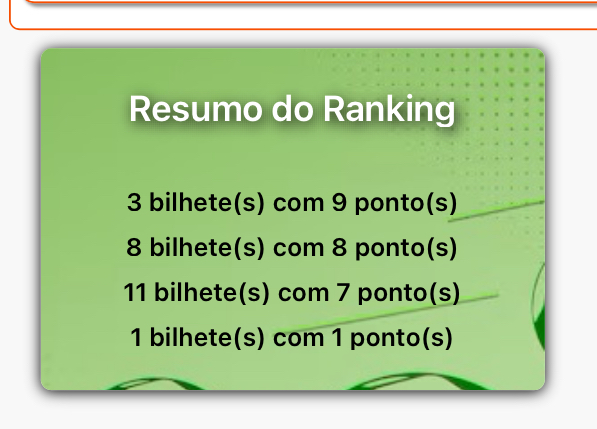 Resumo do Ranking
3 bilhete(s) com 9 ponto(s)
8 bilhete(s) com 8 ponto(s)
11 bilhete(s) com 7 ponto(s)
1 bilhete(s) com 1 ponto(s)